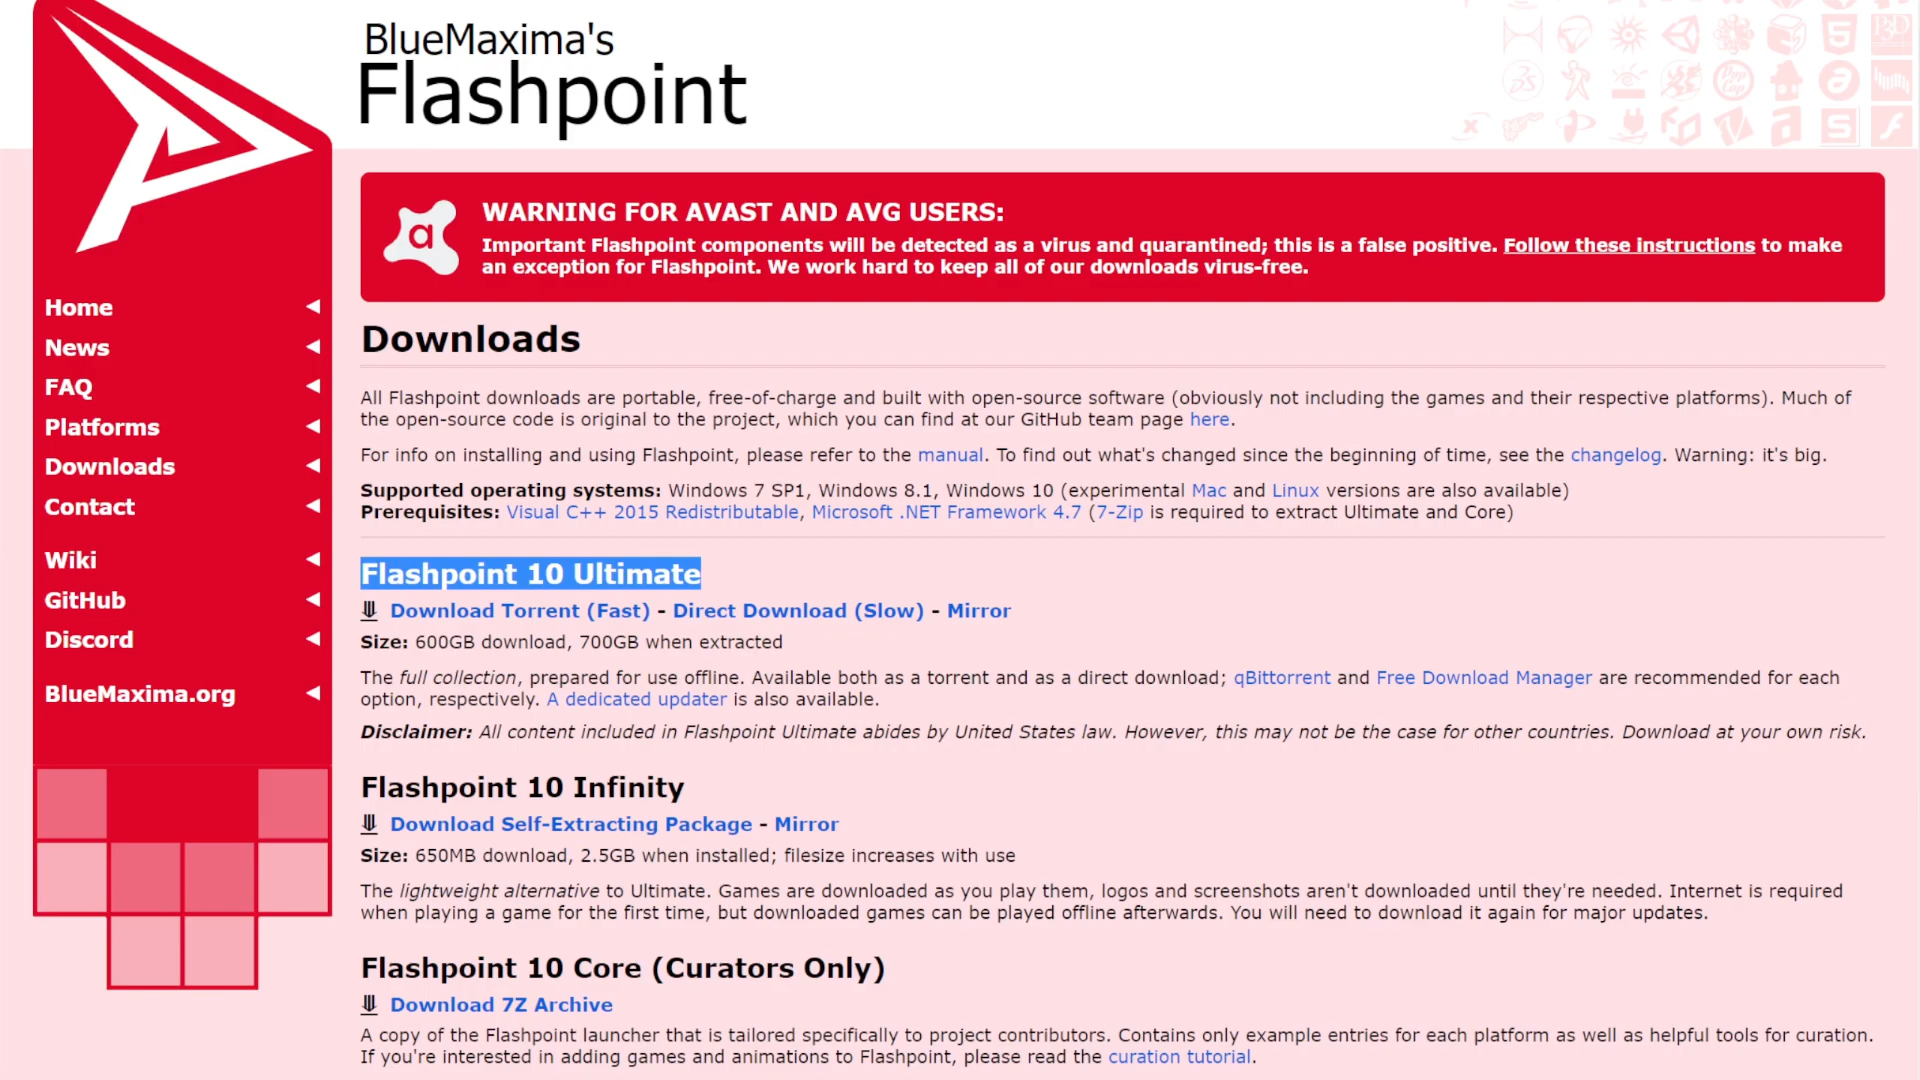 BlueMaxima's
Flashpoint
WARNING FOR AVAST AND AVG USERS:
Important Flashpoint components will be detected as a virus and quarantined; this is a false positive. Follow these instructions to make
an exception for Flashpoint. We work hard to keep all of our downloads virus-free.
Home
News
FAQ
Platforms
Downloads
Contact
Wiki
GitHub
Discord
BlueMaxima.org
Downloads
All Flashpoint downloads are portable, free-of-charge and built with open-source software (obviously not including the games and their respective platforms). Much of
the open-source code is original to the project, which you can find at our GitHub team page here.
For info on installing and using Flashpoint, please refer to the manual. To find out what's changed since the beginning of time, see the changelog. Warning: it's big.
Supported operating systems: Windows 7 SP1, Windows 8.1, Windows 10 (experimental Mac and Linux versions are also available)
Prerequisites: Visual C++ 2015 Redistributable, Microsoft .NET Framework 4.7 (7-Zip is required to extract Ultimate and Core)
Flashpoint 10 Ultimate
Download Torrent (Fast) - Direct Download (Slow) - Mirror
Size: 600GB download, 700GB when extracted
The full collection, prepared for use offline. Available both as a torrent and as a direct download; qBittorrent and Free Download Manager are recommended for each
option, respectively. A dedicated updater is also available.
Disclaimer: All content included in Flashpoint Ultimate abides by United States law. However, this may not be the case for other countries. Download at your own risk.
Flashpoint 10 Infinity
Download Self-Extracting Package - Mirror
Size: 650MB download, 2.5GB when installed; filesize increases with use
The lightweight alternative to Ultimate. Games are downloaded as you play them, logos and screenshots aren't downloaded until they're needed. Internet is required
when playing a game for the first time, but downloaded games can be played offline afterwards. You will need to download it again for major updates.
Flashpoint 10 Core (Curators Only)
Download 7Z Archive
A copy of the Flashpoint launcher that is tailored specifically to project contributors. Contains only example entries for each platform as well as helpful tools for curation.
If you're interested in adding games and animations to Flashpoint, please read the curation tutorial.